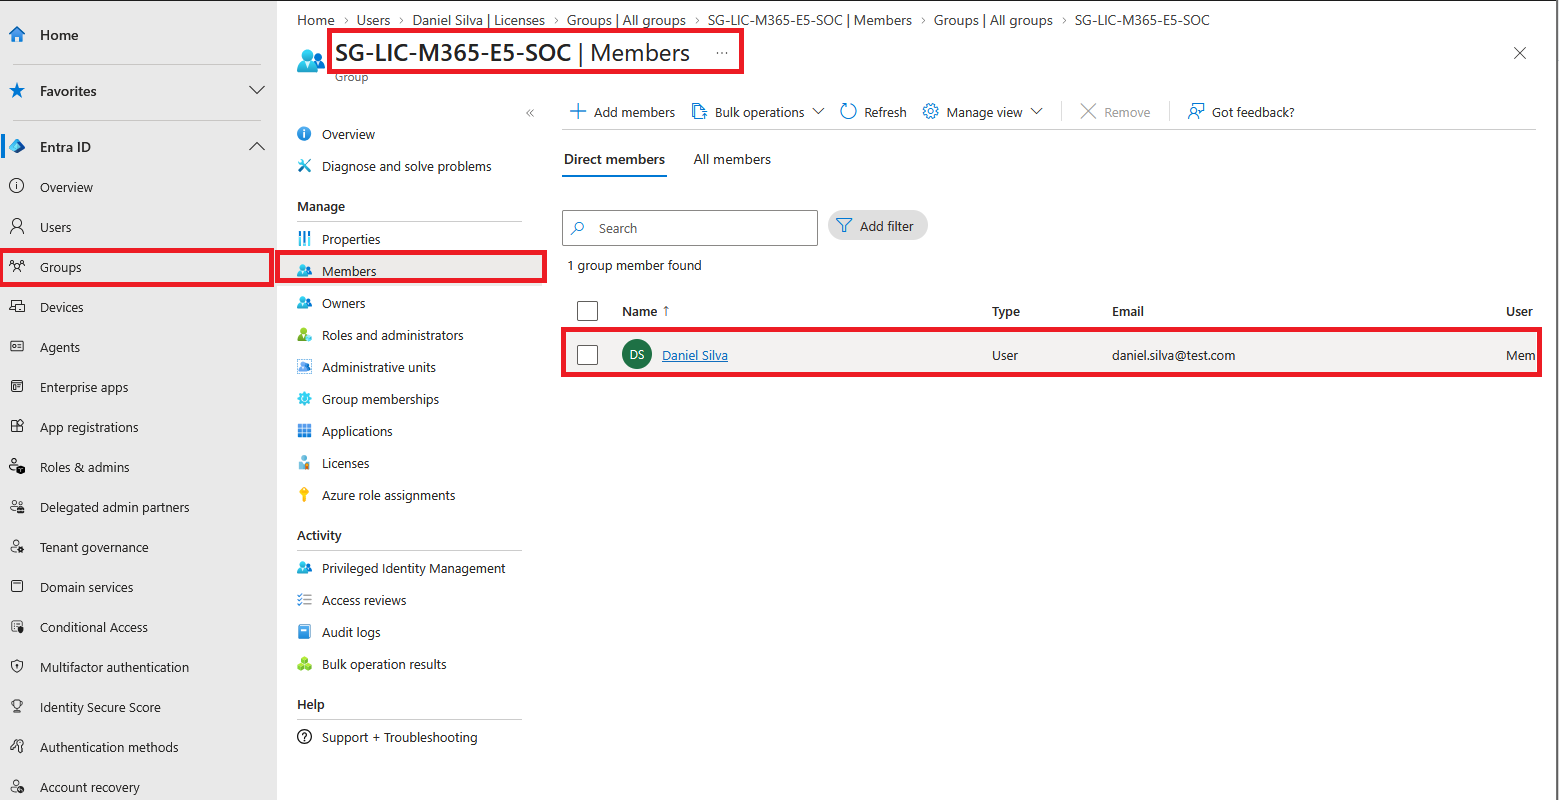 Home
Favorites
Entra ID
Overview
Users
Groups
Devices
Agents
Enterprise apps
App registrations
Roles & admins
Delegated admin partners
Tenant governance
Domain services
Conditional Access
Multifactor authentication
Identity Secure Score
Authentication methods
Account recovery
Home > Users > Daniel Silva | Licenses > Groups | All groups > SG-LIC-M365-E5-SOC | Members > Groups | All groups > SG-LIC-M365-E5-SOC
SG-LIC-M365-E5-SOC | Members ...
Group
«
Overview
Diagnose and solve problems
Manage
Properties
Members
Owners
Roles and administrators
Administrative units
Group memberships
Applications
Licenses
Azure role assignments
Activity
Privileged Identity Management
Access reviews
Audit logs
Bulk operation results
Help
Support + Troubleshooting
Add members Bulk operations Refresh Manage view Remove Got feedback?
Direct members All members
Search Add filter
1 group member found
Name ↑ Type Email User
DS Daniel Silva User daniel.silva@test.com Mem